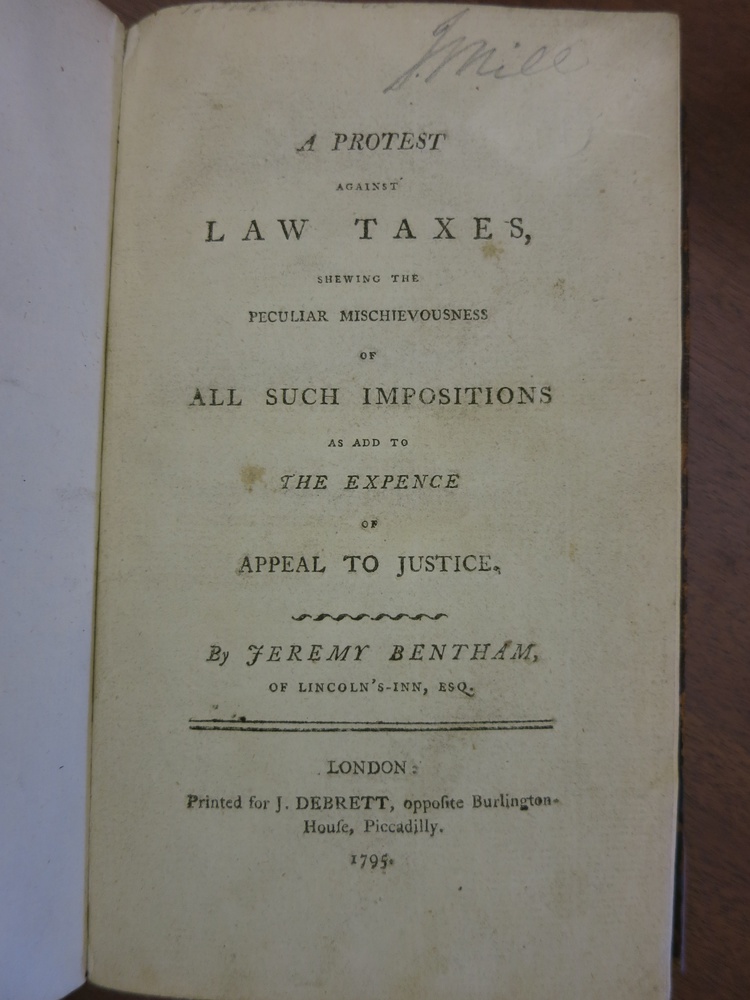 J Mill
A PROTEST
AGAINST
LAW TAXES,
SHEWING THE
PECULIAR MISCHIEVOUSNESS
OF
ALL SUCH IMPOSITIONS
AS ADD TO
THE EXPENCE
OF
APPEAL TO JUSTICE.
By JEREMY BENTHAM,
OF LINCOLN'S-INN, ESQ.
LONDON:
Printed for J. DEBRETT, oppoſite Burlington-
Houſe, Piccadilly.
1795.